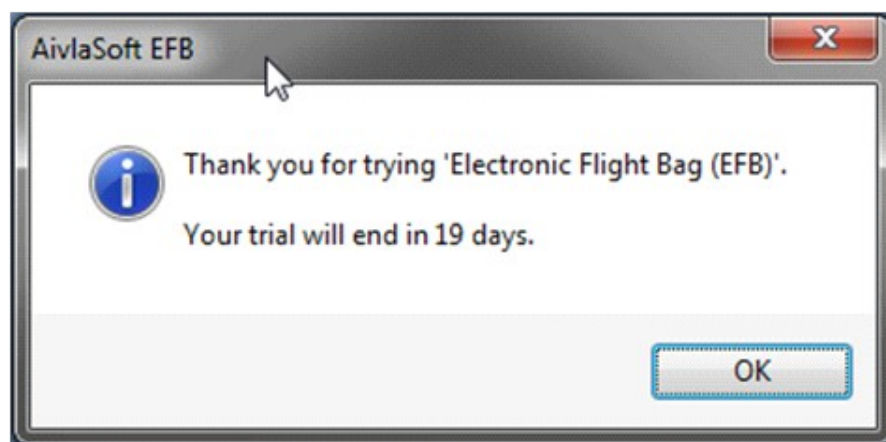 AivlaSoft EFB
Thank you for trying 'Electronic Flight Bag (EFB)'.
Your trial will end in 19 days.
OK